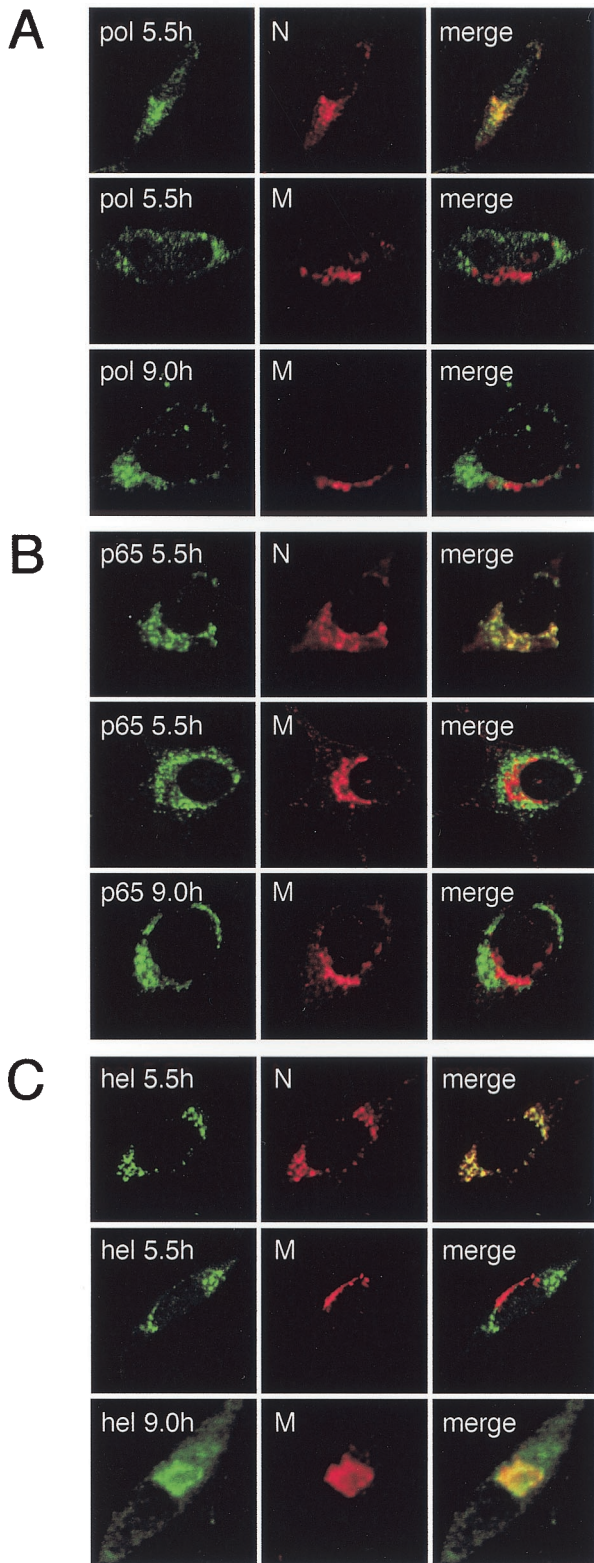 A
pol 5.5h N merge
pol 5.5h M merge
pol 9.0h M merge
B
p65 5.5h N merge
p65 5.5h M merge
p65 9.0h M merge
C
hel 5.5h N merge
hel 5.5h M merge
hel 9.0h M merge